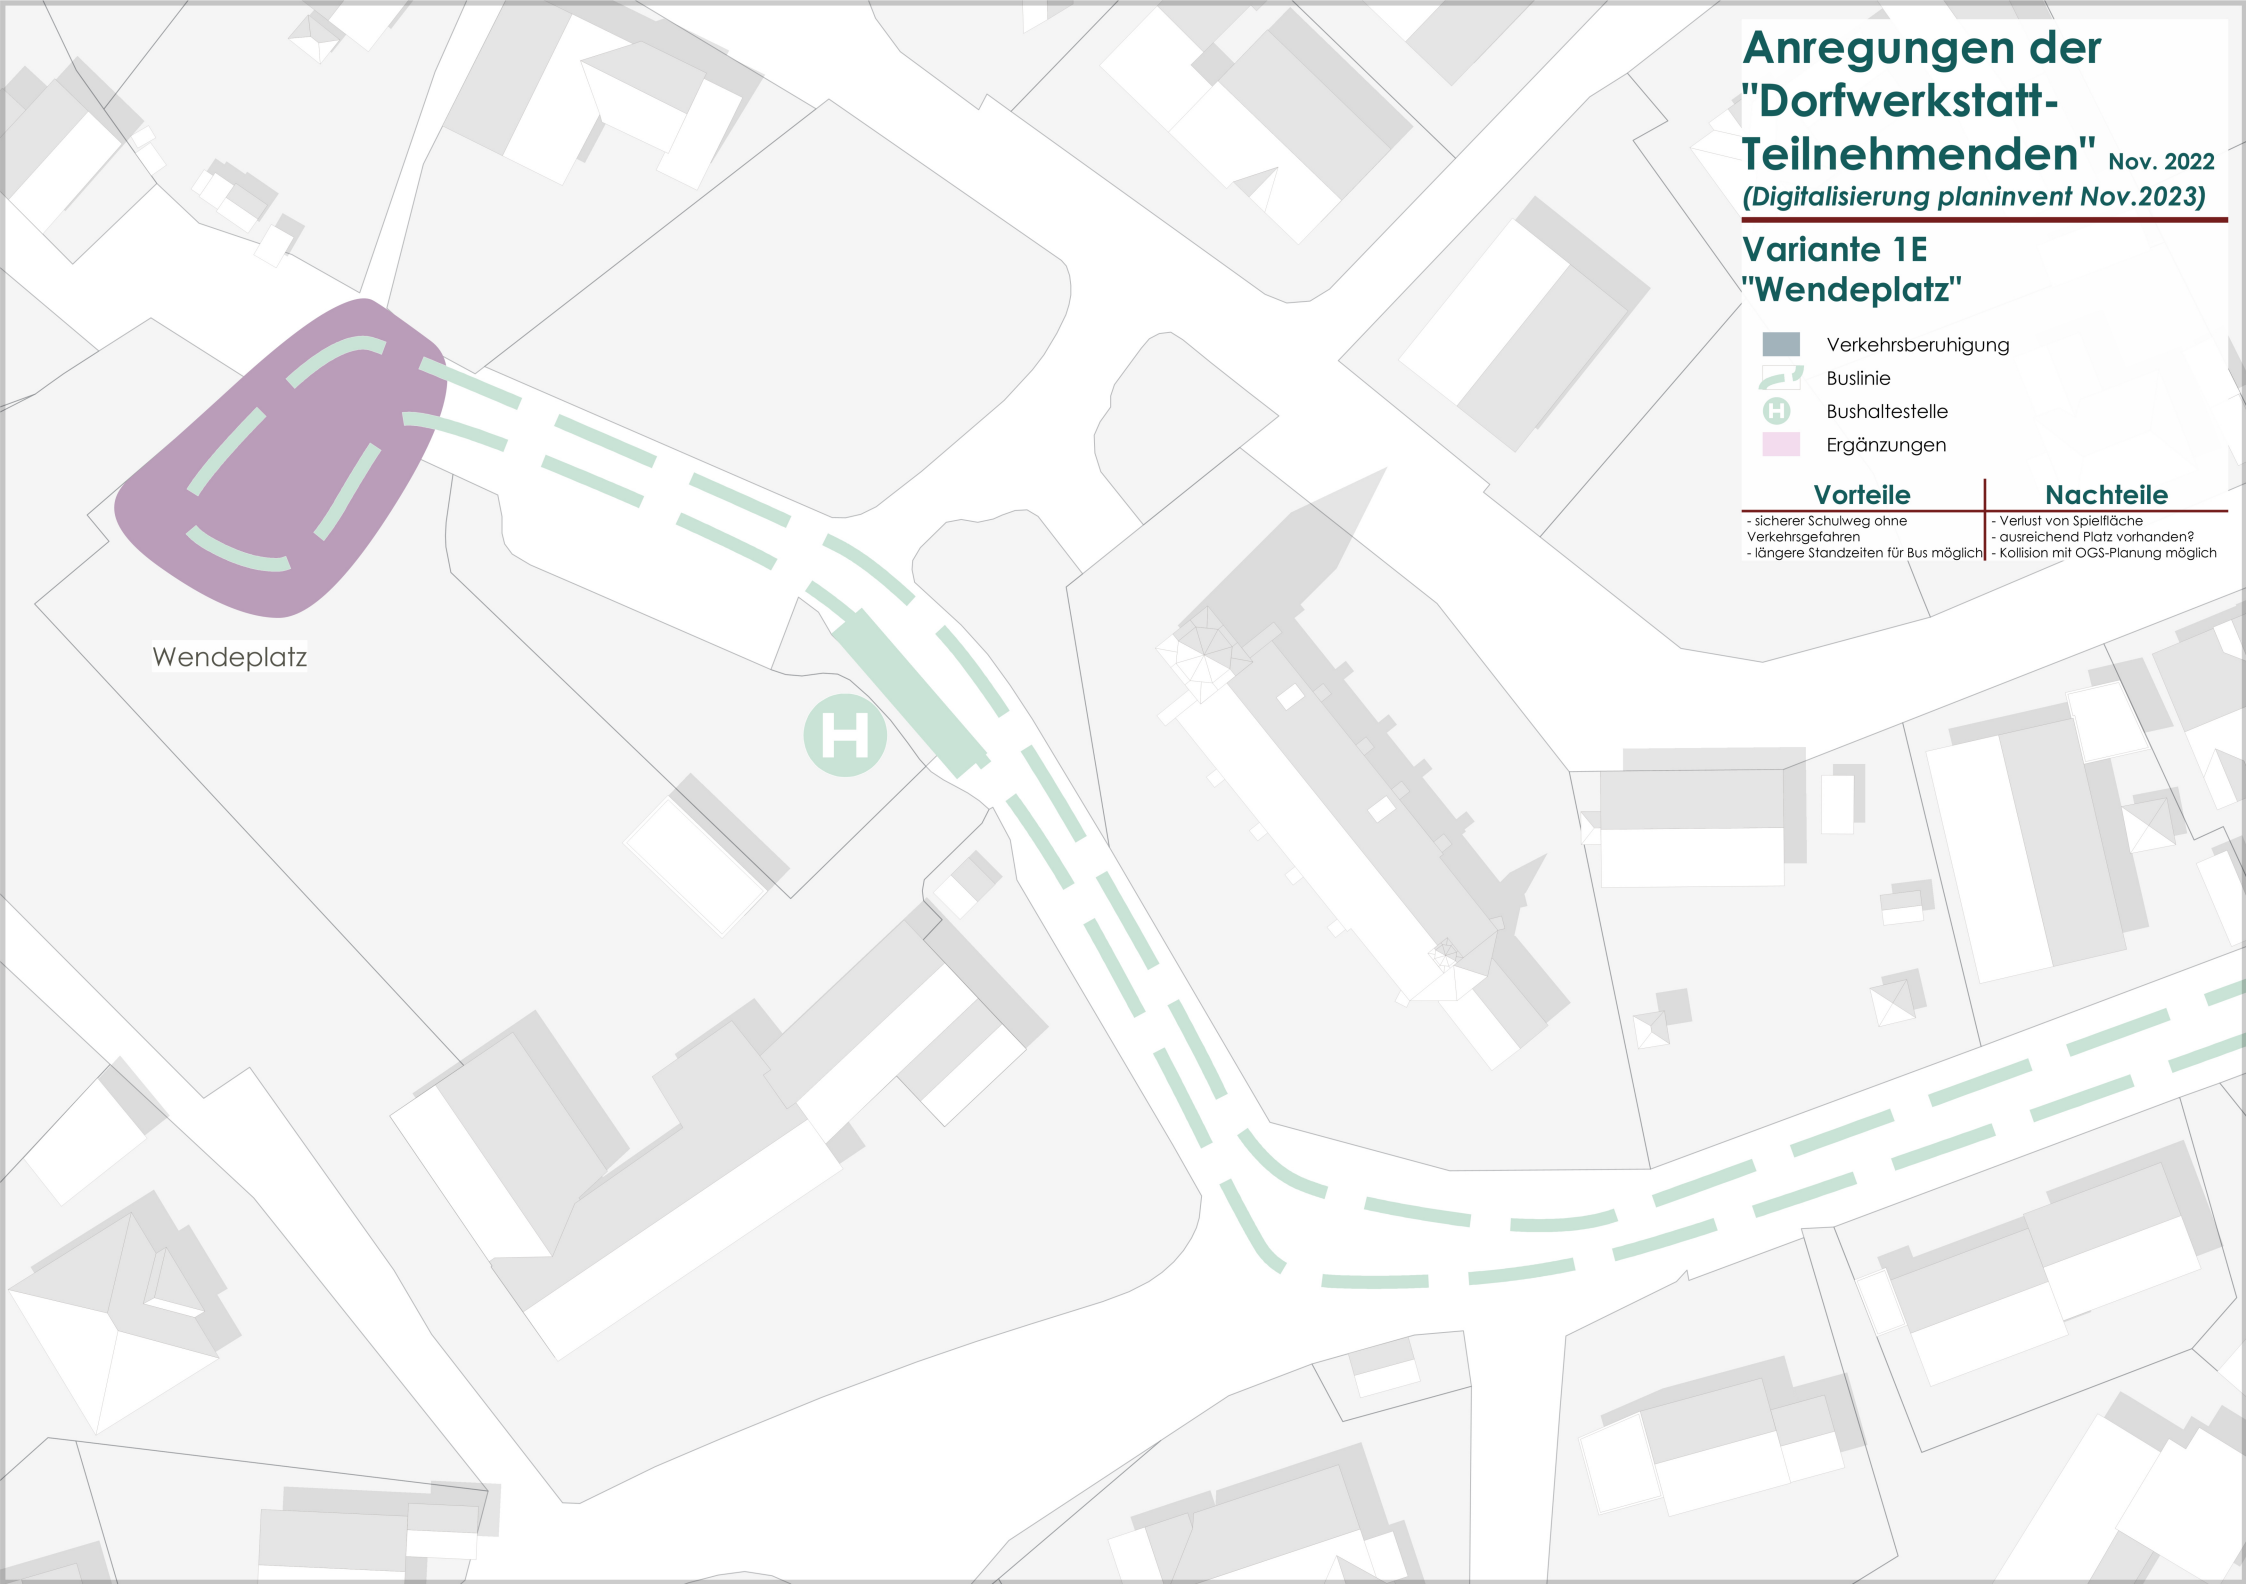 Anregungen der
"Dorfwerkstatt-
Teilnehmenden" Nov. 2022
(Digitalisierung planinvent Nov.2023)
Variante 1E
"Wendeplatz"
Verkehrsberuhigung
Buslinie
H Bushaltestelle
Ergänzungen
Vorteile
- sicherer Schulweg ohne
Verkehrsgefahren
- längere Standzeiten für Bus möglich
Nachteile
- Verlust von Spielfläche
- ausreichend Platz vorhanden?
- Kollision mit OGS-Planung möglich
Wendeplatz
H